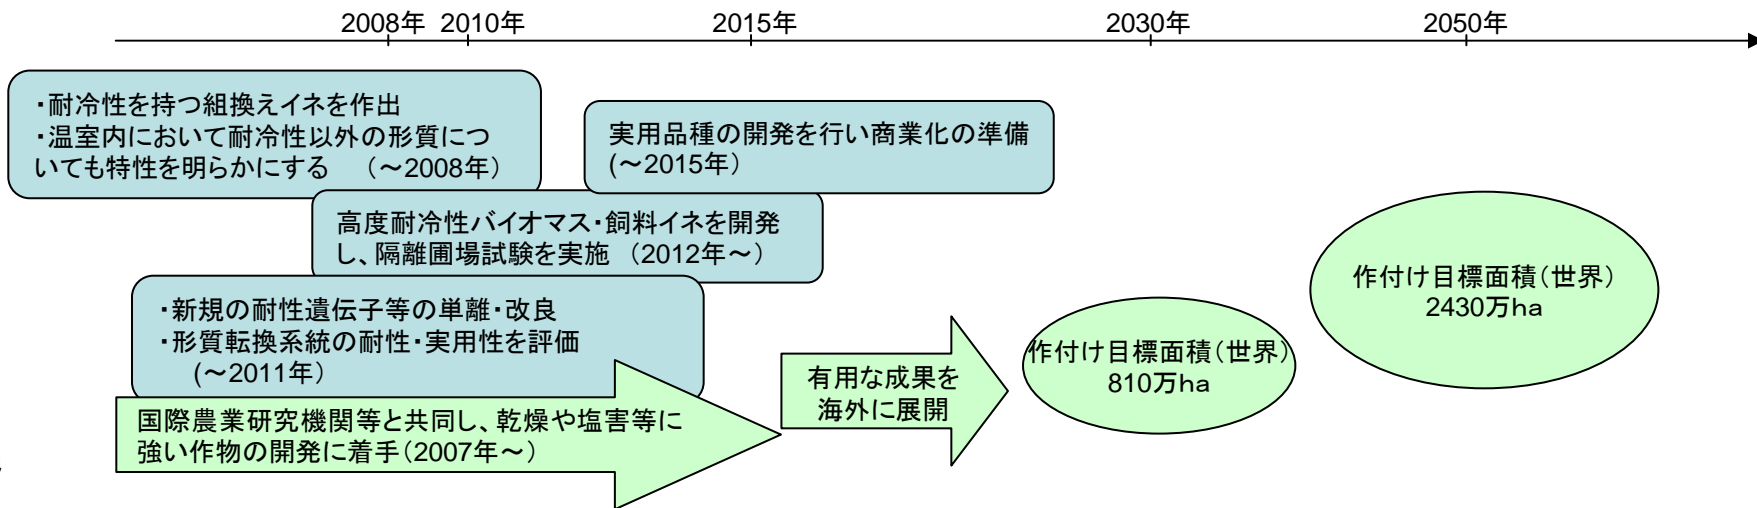 2008年 2010年 2015年 2030年 2050年
・耐冷性を持つ組換えイネを作出
・温室内において耐冷性以外の形質につ
いても特性を明らかにする （～2008年）
実用品種の開発を行い商業化の準備
(～2015年）
高度耐冷性バイオマス・飼料イネを開発
し、隔離圃場試験を実施 （2012年～）
・新規の耐性遺伝子等の単離・改良
・形質転換系統の耐性・実用性を評価
(～2011年）
国際農業研究機関等と共同し、乾燥や塩害等に
強い作物の開発に着手（2007年～）
有用な成果を
海外に展開
作付け目標面積（世界）
810万ha
作付け目標面積（世界）
2430万ha